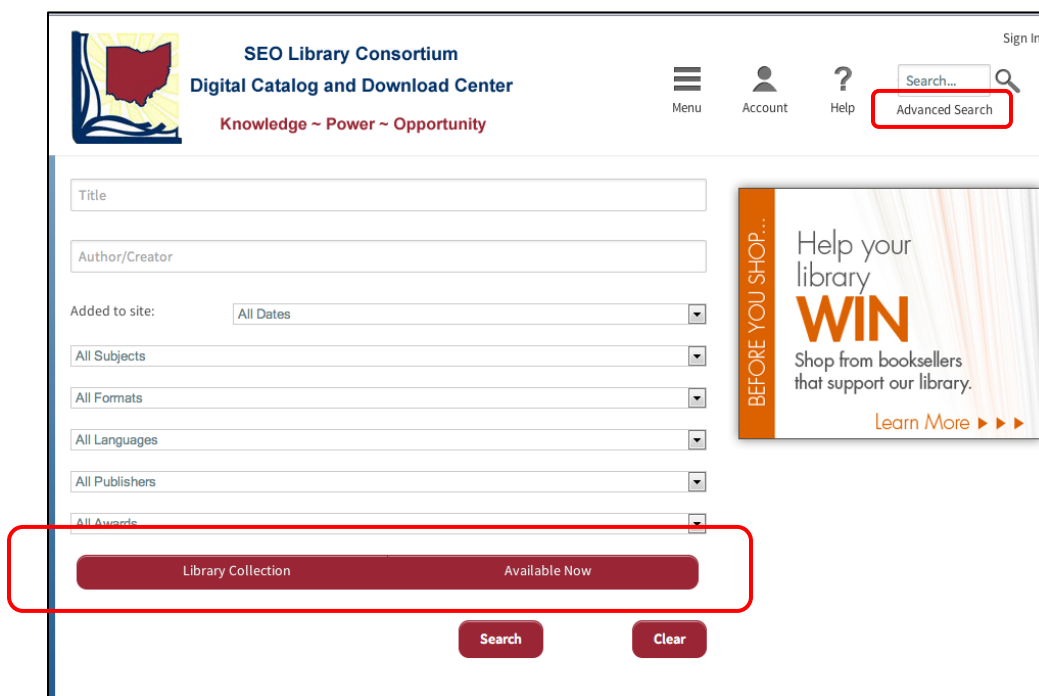 SEO Library Consortium
Digital Catalog and Download Center
Knowledge ~ Power ~ Opportunity
Sign In
Menu
Account
Help
Search...
Advanced Search
Title
Author/Creator
Added to site:
All Dates
All Subjects
All Formats
All Languages
All Publishers
All Awards
Library Collection
Available Now
Search
Clear
BEFORE YOU SHOP...
Help your
library
WIN
Shop from booksellers
that support our library.
Learn More